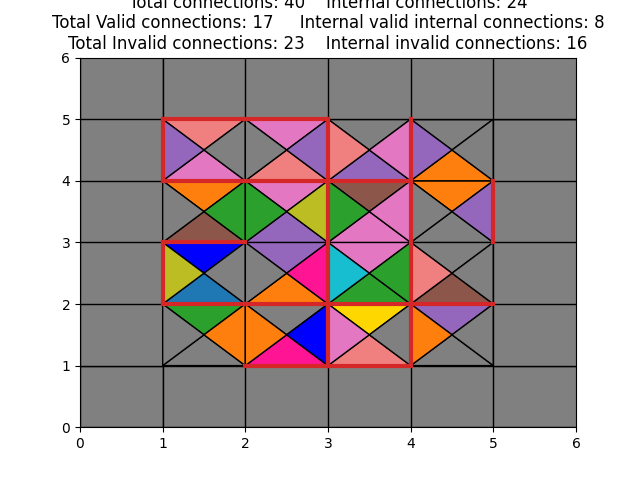 Total connections: 40    Internal connections: 24
Total Valid connections: 17    Internal valid internal connections: 8
Total Invalid connections: 23    Internal invalid connections: 16
6
5
4
3
2
1
0
0 1 2 3 4 5 6